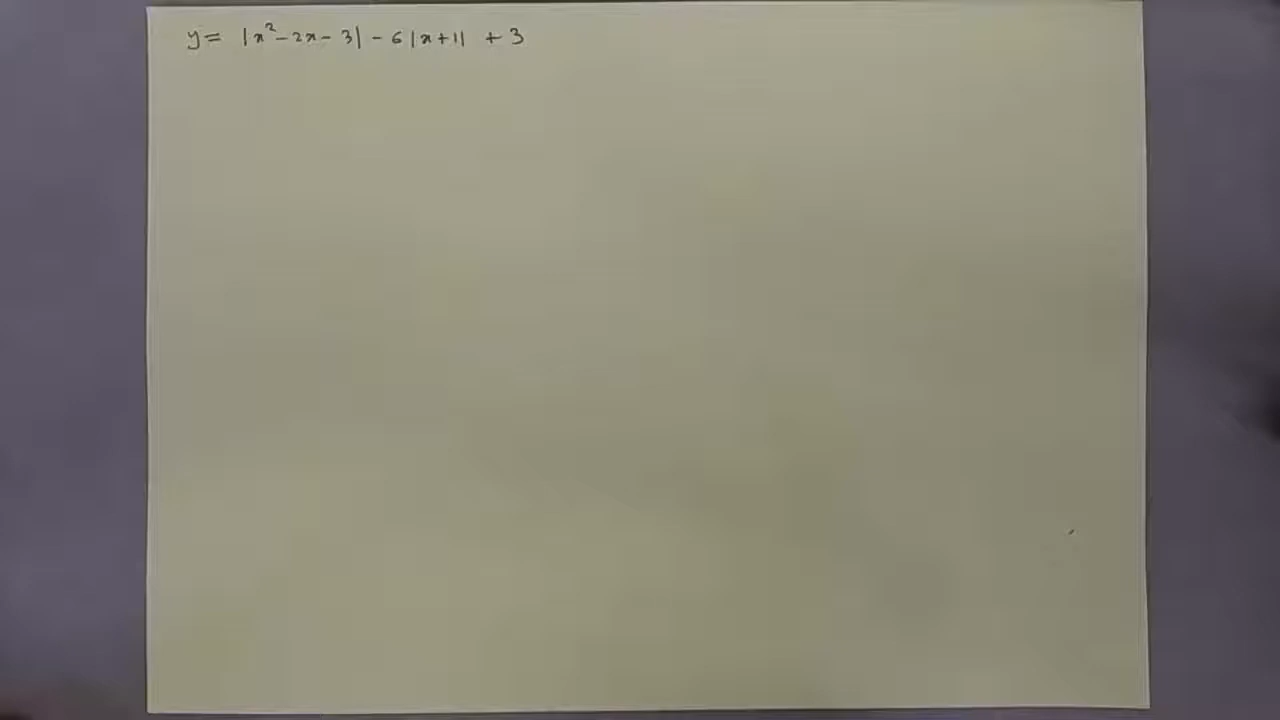 y = |x² - 2x - 3| - 6|x + 1| + 3